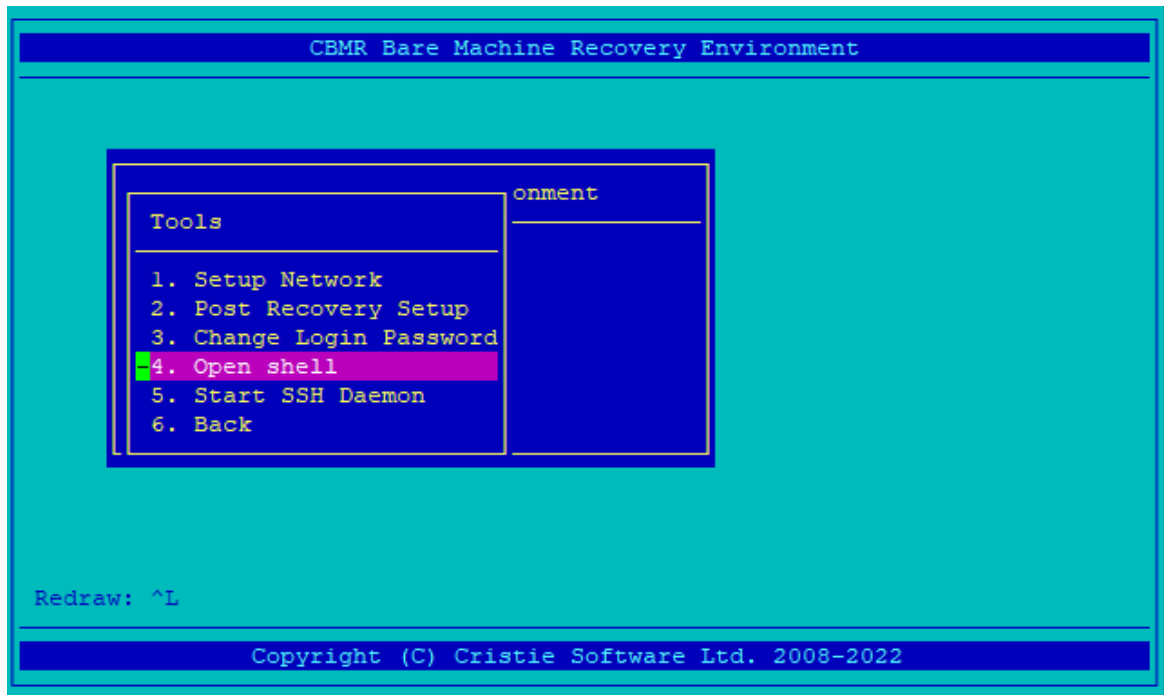 CBMR Bare Machine Recovery Environment
onment
Tools
1. Setup Network
2. Post Recovery Setup
3. Change Login Password
-4. Open shell
5. Start SSH Daemon
6. Back
Redraw: ^L
Copyright (C) Cristie Software Ltd. 2008-2022